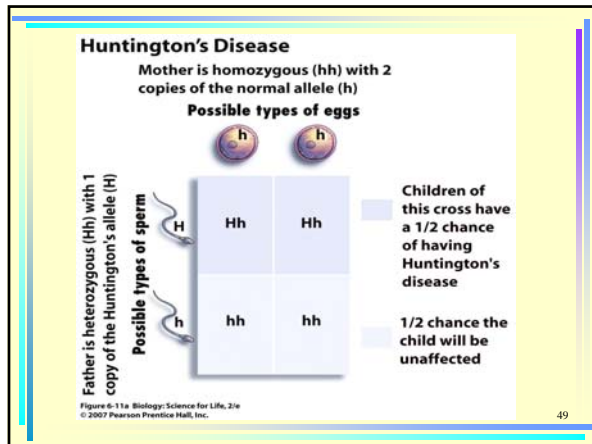 Huntington's Disease
Mother is homozygous (hh) with 2
copies of the normal allele (h)
Possible types of eggs
h h
Father is heterozygous (Hh) with 1
copy of the Huntington's allele (H)
Possible types of sperm
H Hh Hh
h hh hh
Children of
this cross have
a 1/2 chance
of having
Huntington's
disease
1/2 chance the
child will be
unaffected
Figure 6-11a Biology: Science for Life, 2/e
© 2007 Pearson Prentice Hall, Inc.
49